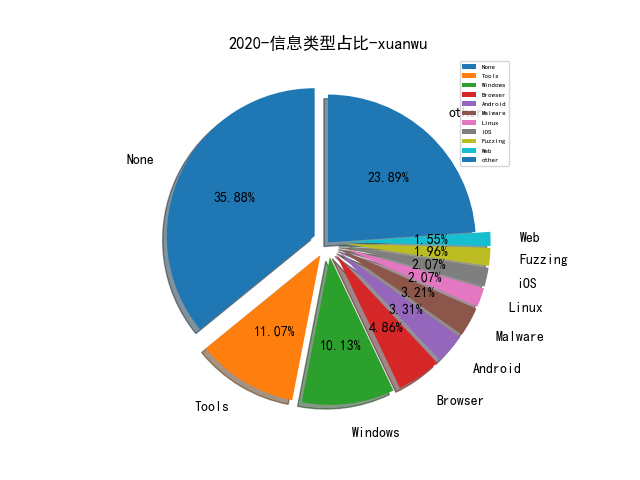 2020-信息类型占比-xuanwu
None
Tools
Windows
Browser
Android
Malware
Linux
iOS
Fuzzing
Web
other
other
23.89%
None
35.88%
1.55%
Web
1.96%
Fuzzing
2.07%
iOS
2.07%
Linux
3.21%
Malware
3.31%
Android
4.86%
Browser
10.13%
Windows
11.07%
Tools